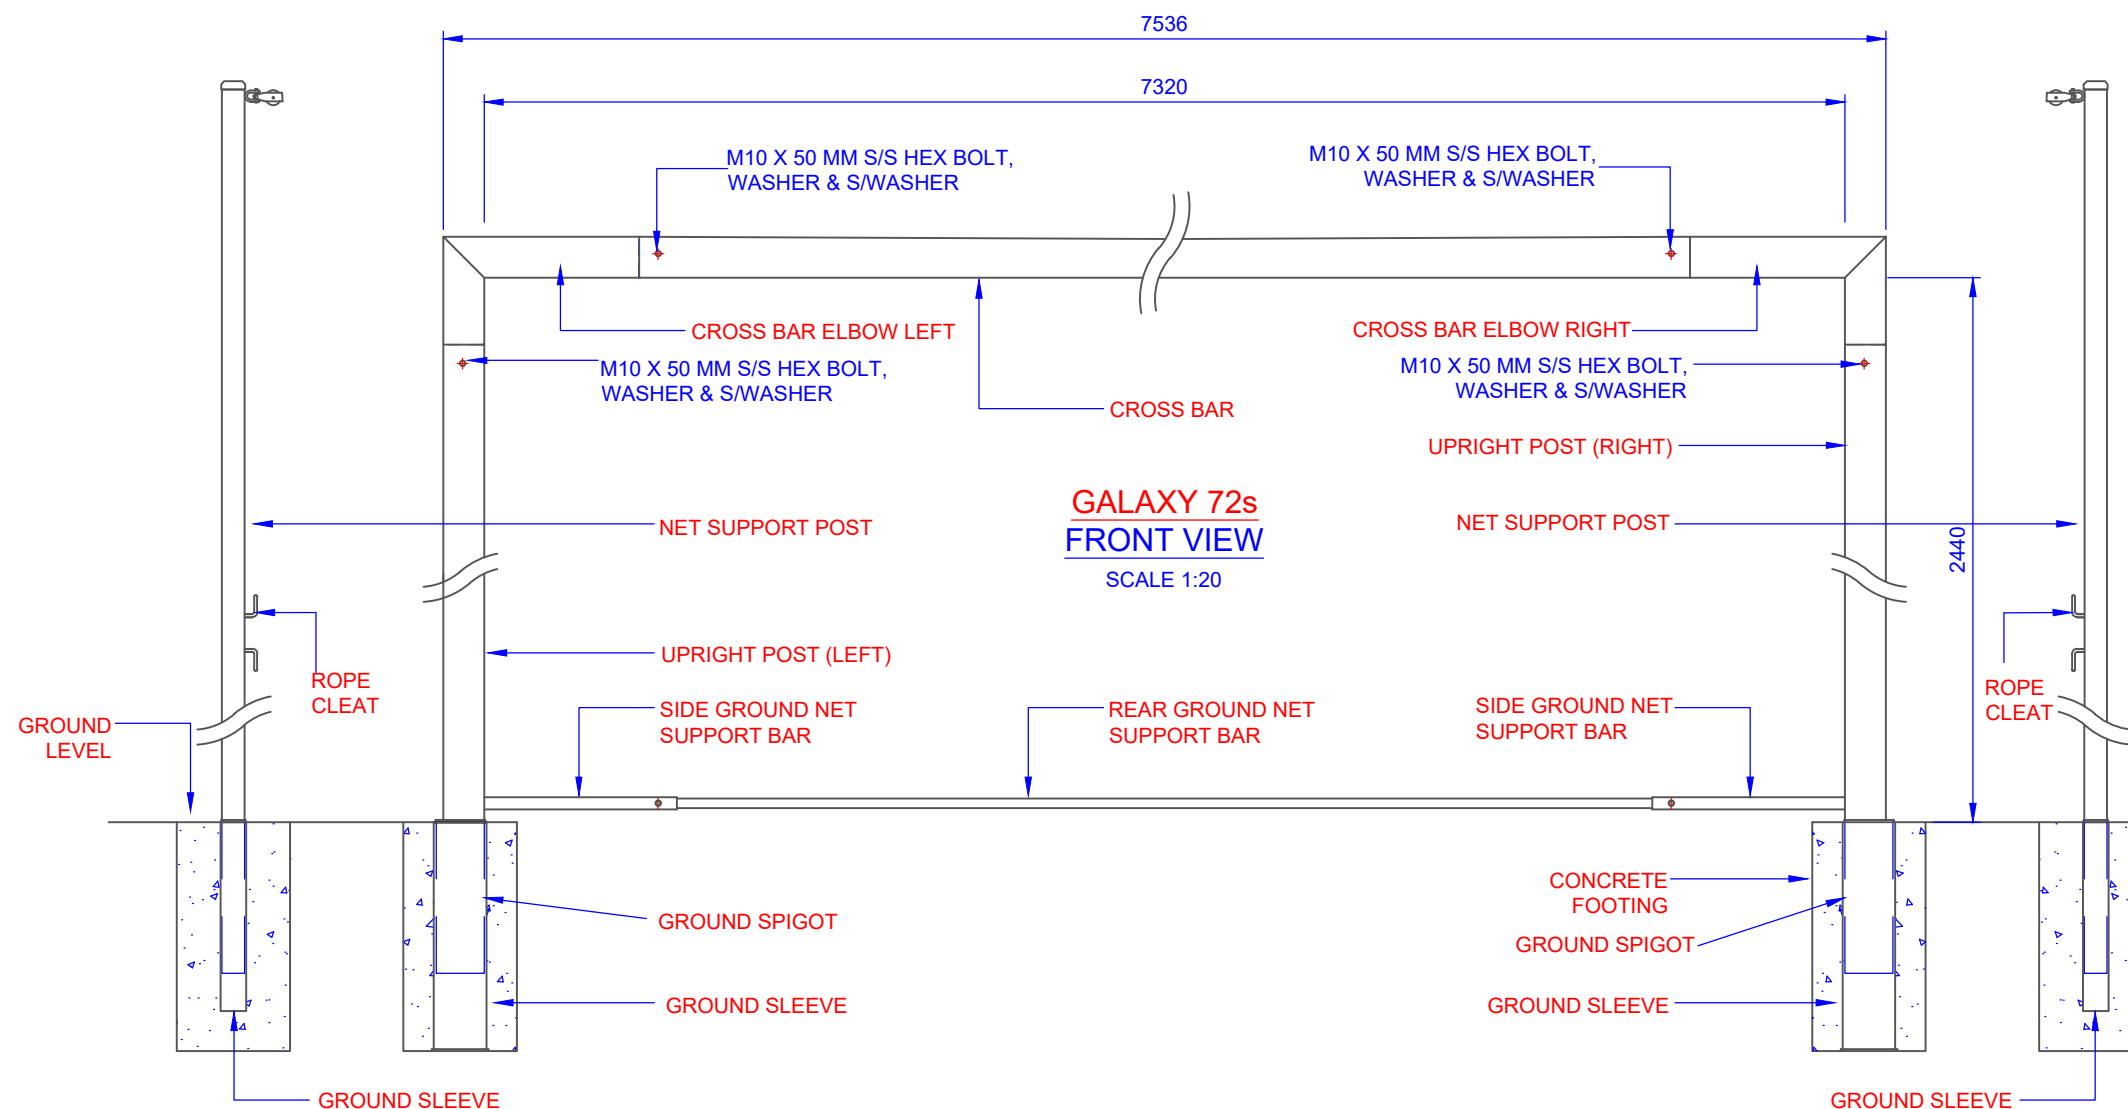 7536
7320
M10 X 50 MM S/S HEX BOLT,
WASHER & S/WASHER
M10 X 50 MM S/S HEX BOLT,
WASHER & S/WASHER
CROSS BAR ELBOW LEFT
CROSS BAR ELBOW RIGHT
M10 X 50 MM S/S HEX BOLT,
WASHER & S/WASHER
M10 X 50 MM S/S HEX BOLT,
WASHER & S/WASHER
CROSS BAR
UPRIGHT POST (RIGHT)
GALAXY 72s
FRONT VIEW
SCALE 1:20
NET SUPPORT POST
NET SUPPORT POST
2440
UPRIGHT POST (LEFT)
ROPE
CLEAT
ROPE
CLEAT
GROUND
LEVEL
SIDE GROUND NET
SUPPORT BAR
REAR GROUND NET
SUPPORT BAR
SIDE GROUND NET
SUPPORT BAR
CONCRETE
FOOTING
GROUND SPIGOT
GROUND SPIGOT
GROUND SLEEVE
GROUND SLEEVE
GROUND SLEEVE
GROUND SLEEVE